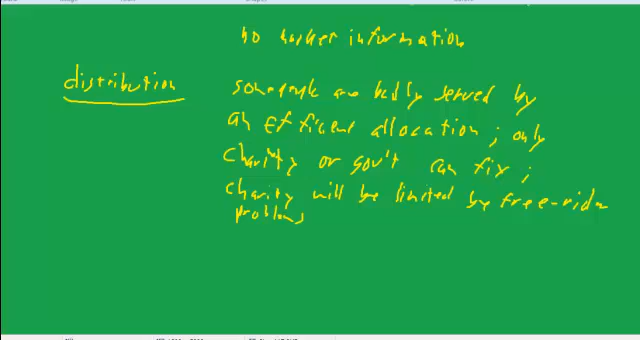 no market information
distribution
some people are badly served by
an efficient allocation; only
charity or gov't can fix;
charity will be limited by free-rider
problems